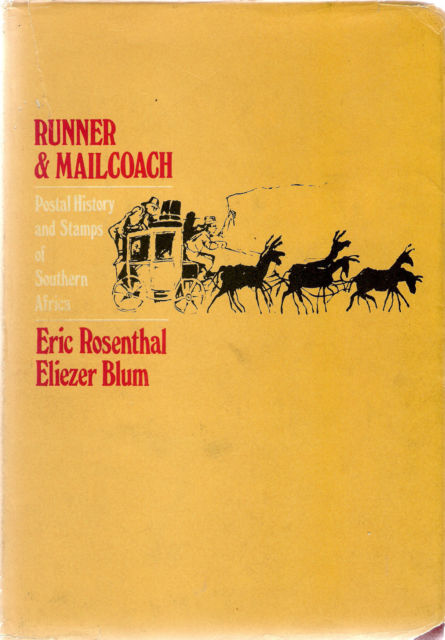 RUNNER
& MAILCOACH
Postal History
and Stamps
of
Southern
Africa
Eric Rosenthal
Eliezer Blum